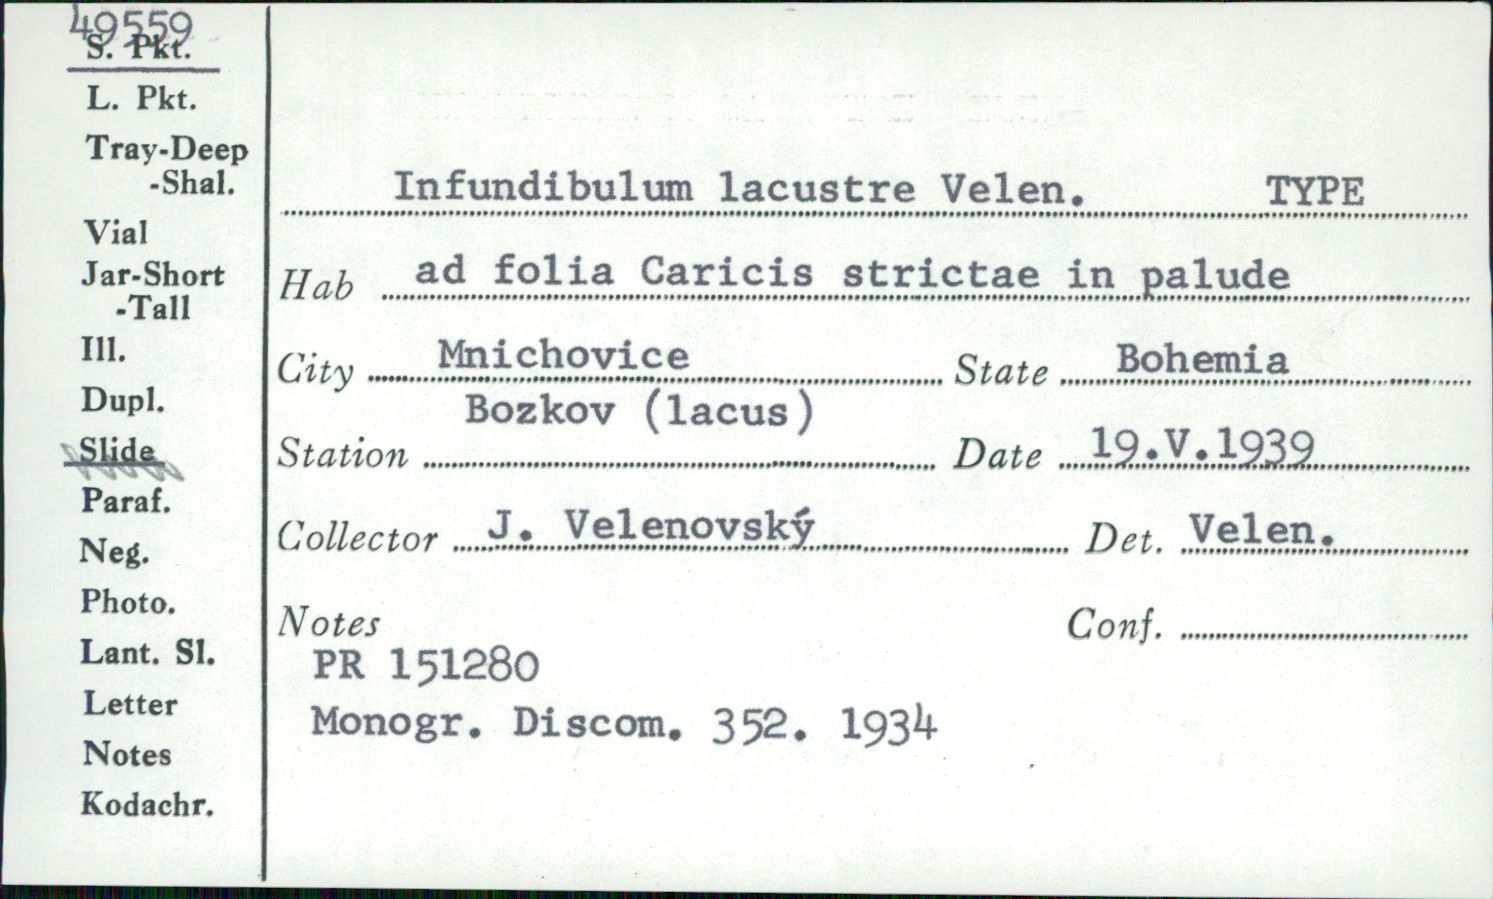 49559
S. Pkt.
L. Pkt.
Tray-Deep
-Shal.
Vial
Jar-Short
-Tall
Ill.
Dupl.
Slide
Paraf.
Neg.
Photo.
Lant. Sl.
Letter
Notes
Kodachr.
Infundibulum lacustre Velen. TYPE
Hab ad folia Caricis strictae in palude
City Mnichovice State Bohemia
Bozkov (lacus)
Station Date 19.V.1939
Collector J. Velenovský Det. Velen.
Notes Conf.
PR 151280
Monogr. Discom. 352. 1934